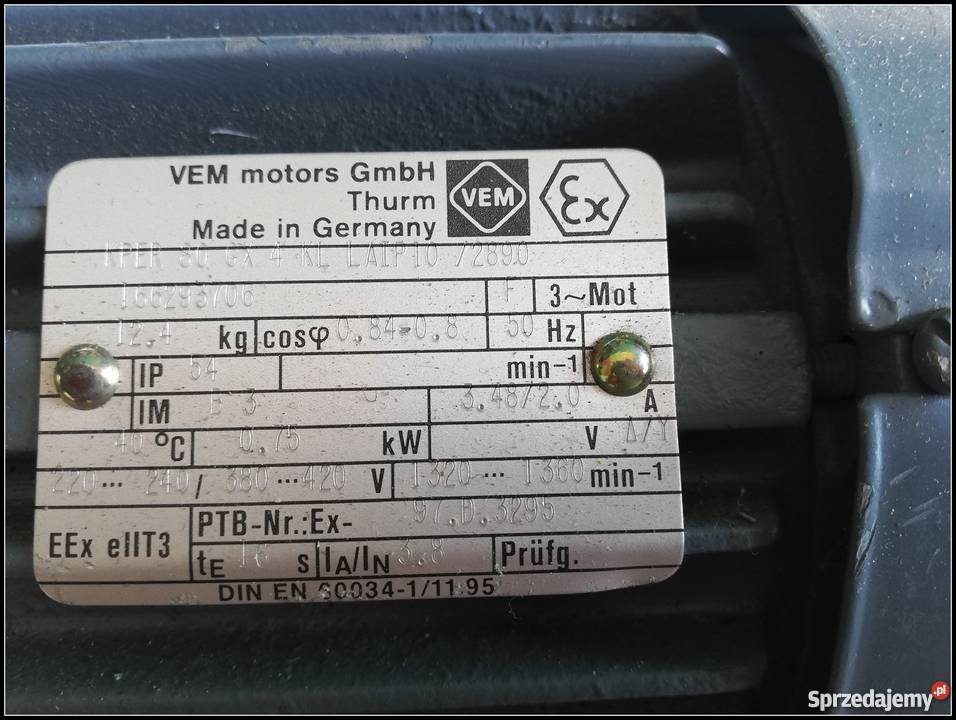 VEM motors GmbH
Thurm
Made in Germany
VEM
Ex
KPER 80 GX 4 KL L AIP10 /2890
166293706 F 3~Mot
12.4 kg cosφ 0.84-0.8 50 Hz
IP 54 min-1
IM B 3 3.48/2.0 A
40 °C 0.75 kW V Δ/Y
220... 240/ 380 ...420 V 1320... 1360 min-1
EEx eIIT3 PTB-Nr.:Ex- 97.D.3295
tE 16 s IA/IN 3.8 Prüfg.
DIN EN 60034-1/11.95
Sprzedajemy.pl